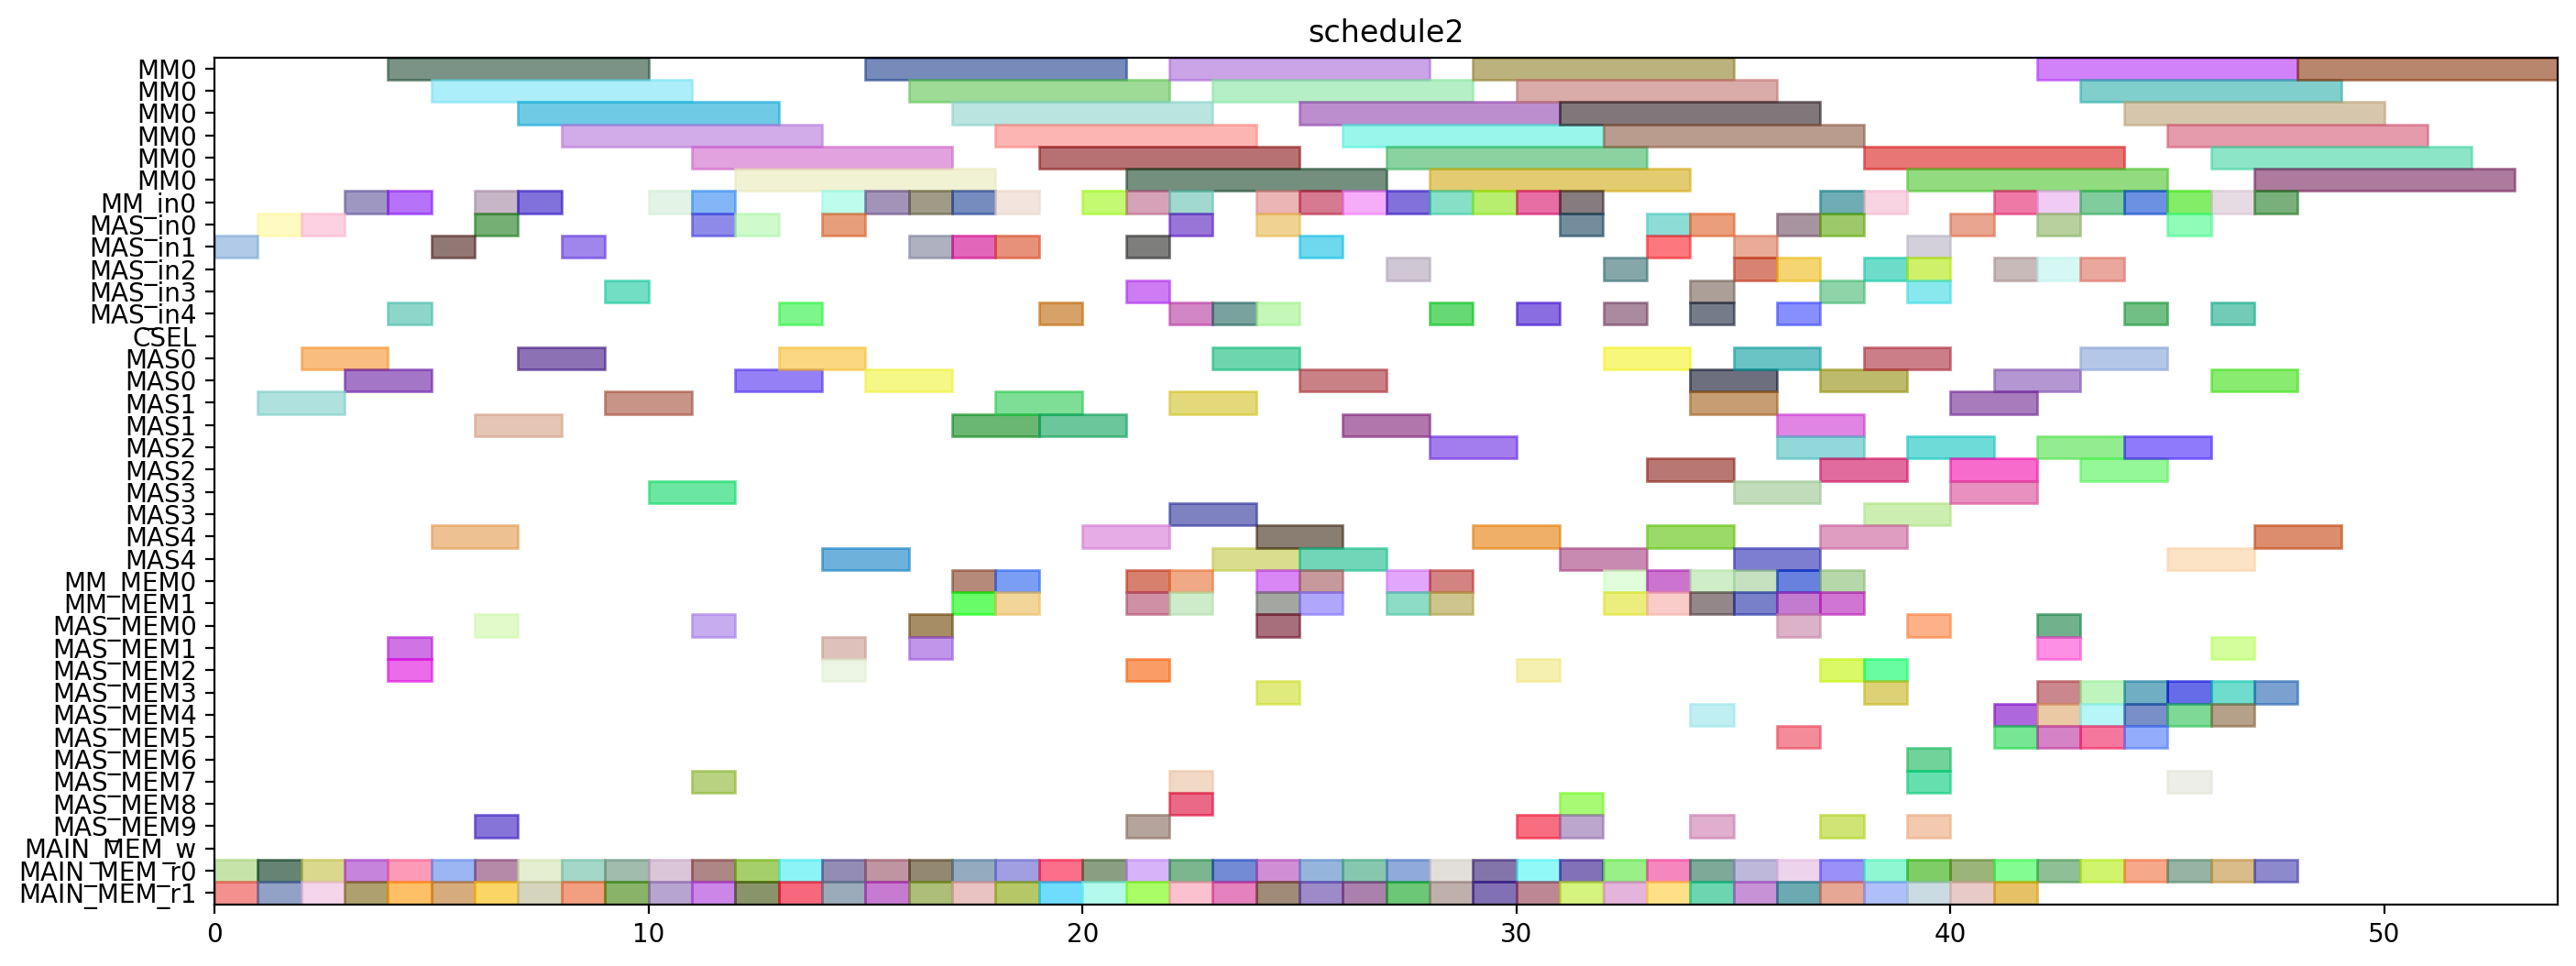 schedule2
MM0
MM0
MM0
MM0
MM0
MM0
MM_in0
MAS_in0
MAS_in1
MAS_in2
MAS_in3
MAS_in4
CSEL
MAS0
MAS0
MAS1
MAS1
MAS2
MAS2
MAS3
MAS3
MAS4
MAS4
MM_MEM0
MM_MEM1
MAS_MEM0
MAS_MEM1
MAS_MEM2
MAS_MEM3
MAS_MEM4
MAS_MEM5
MAS_MEM6
MAS_MEM7
MAS_MEM8
MAS_MEM9
MAIN_MEM_w
MAIN_MEM_r0
MAIN_MEM_r1
0 10 20 30 40 50